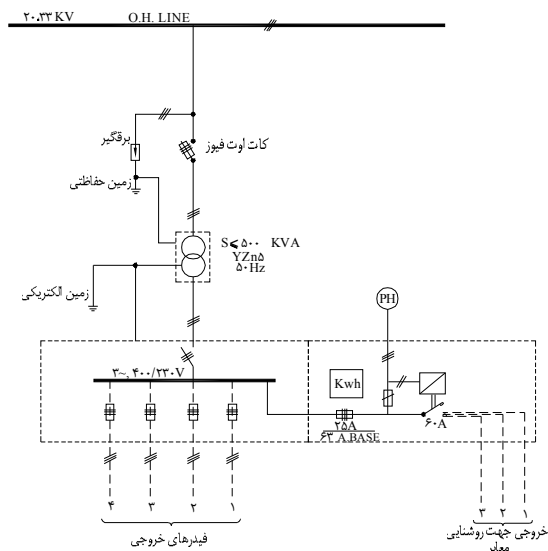 ۲۰،۳۳ KV
O.H. LINE
برقگیر
کات اوت فیوز
زمین حفاظتی
S⩽۵۰۰ KVA
YZn۵
۵۰Hz
زمین الکتریکی
PH
۳~, ۴۰۰/۲۳۰V
Kwh
۲۵A
۶۳ A.BASE
۶۰A
۴ ۳ ۲ ۱
۳ ۲ ۱
فیدرهای خروجی
خروجی جهت روشنایی
معابر